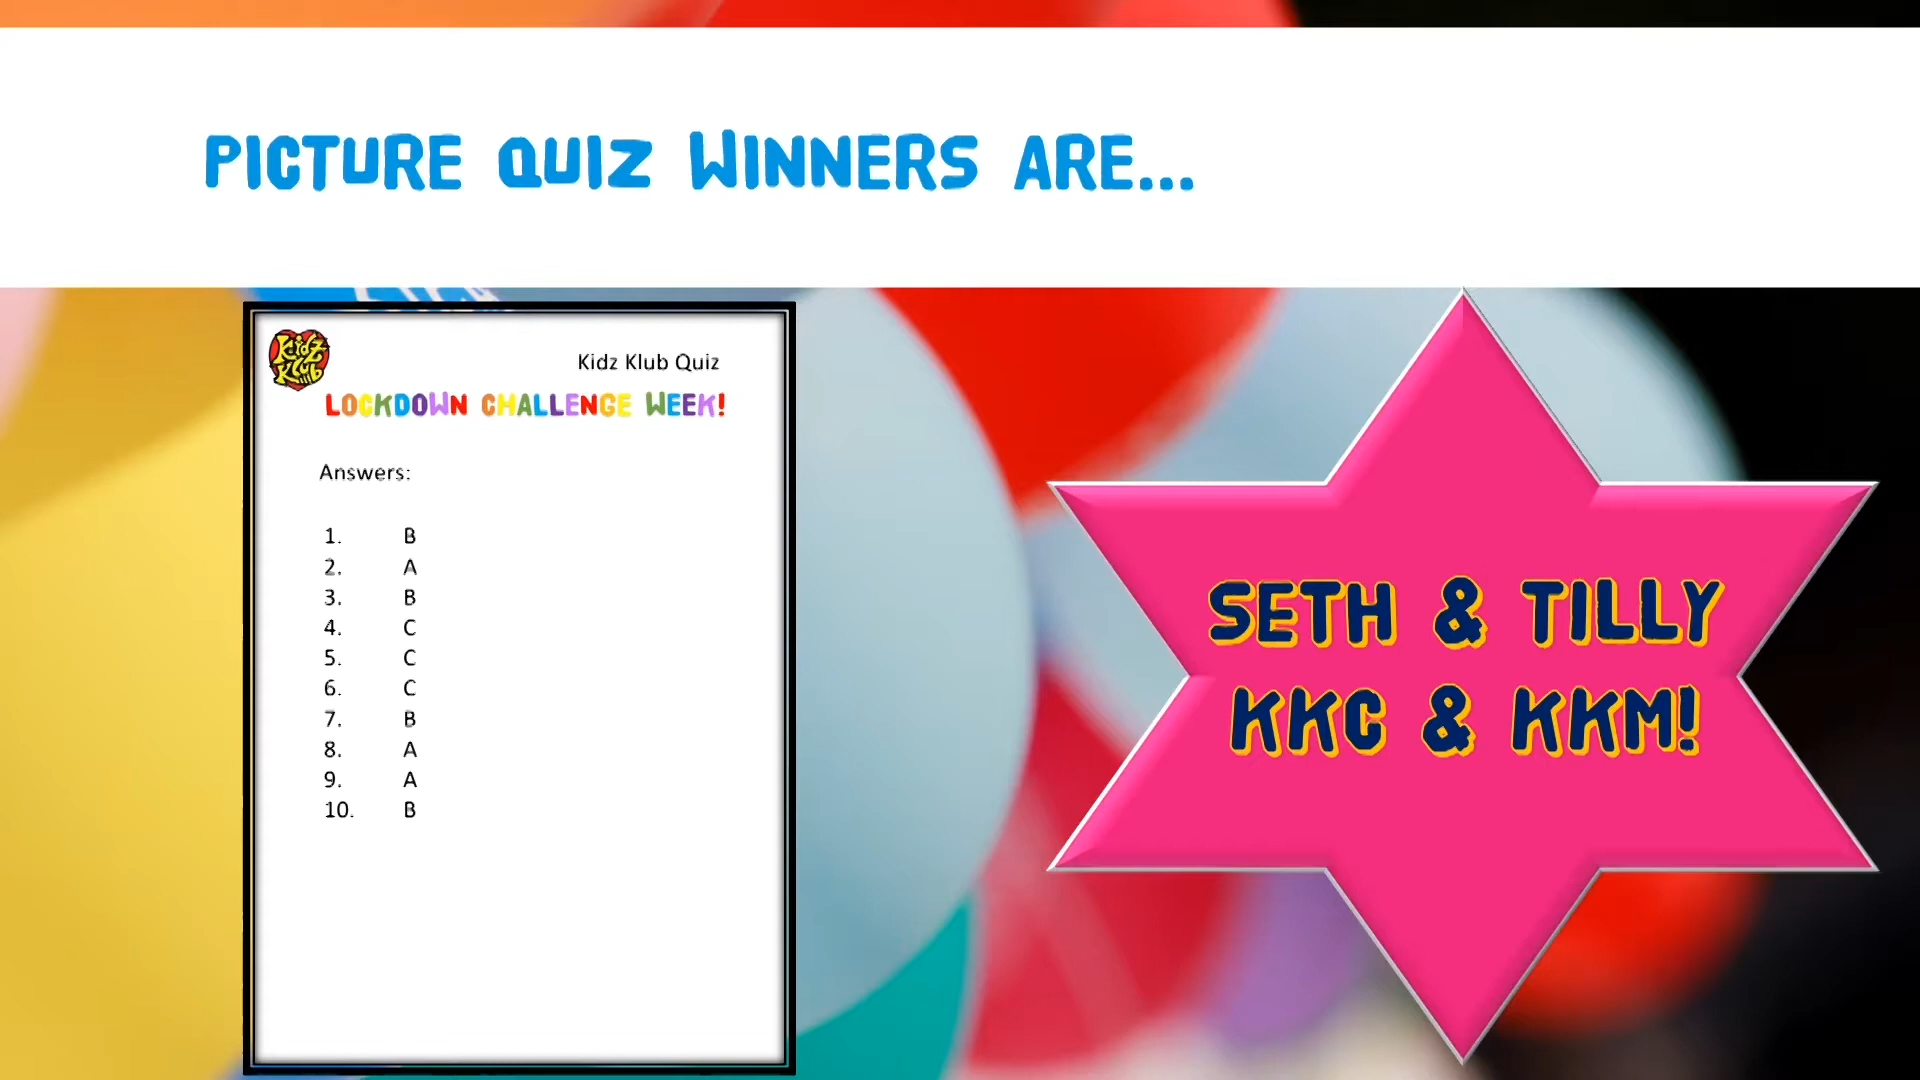 PICTURE QUIZ WINNERS ARE...
Kidz Klub
Kidz Klub Quiz
LOCKDOWN CHALLENGE WEEK!
Answers:
1. B
2. A
3. B
4. C
5. C
6. C
7. B
8. A
9. A
10. B
SETH & TILLY
KKC & KKM!